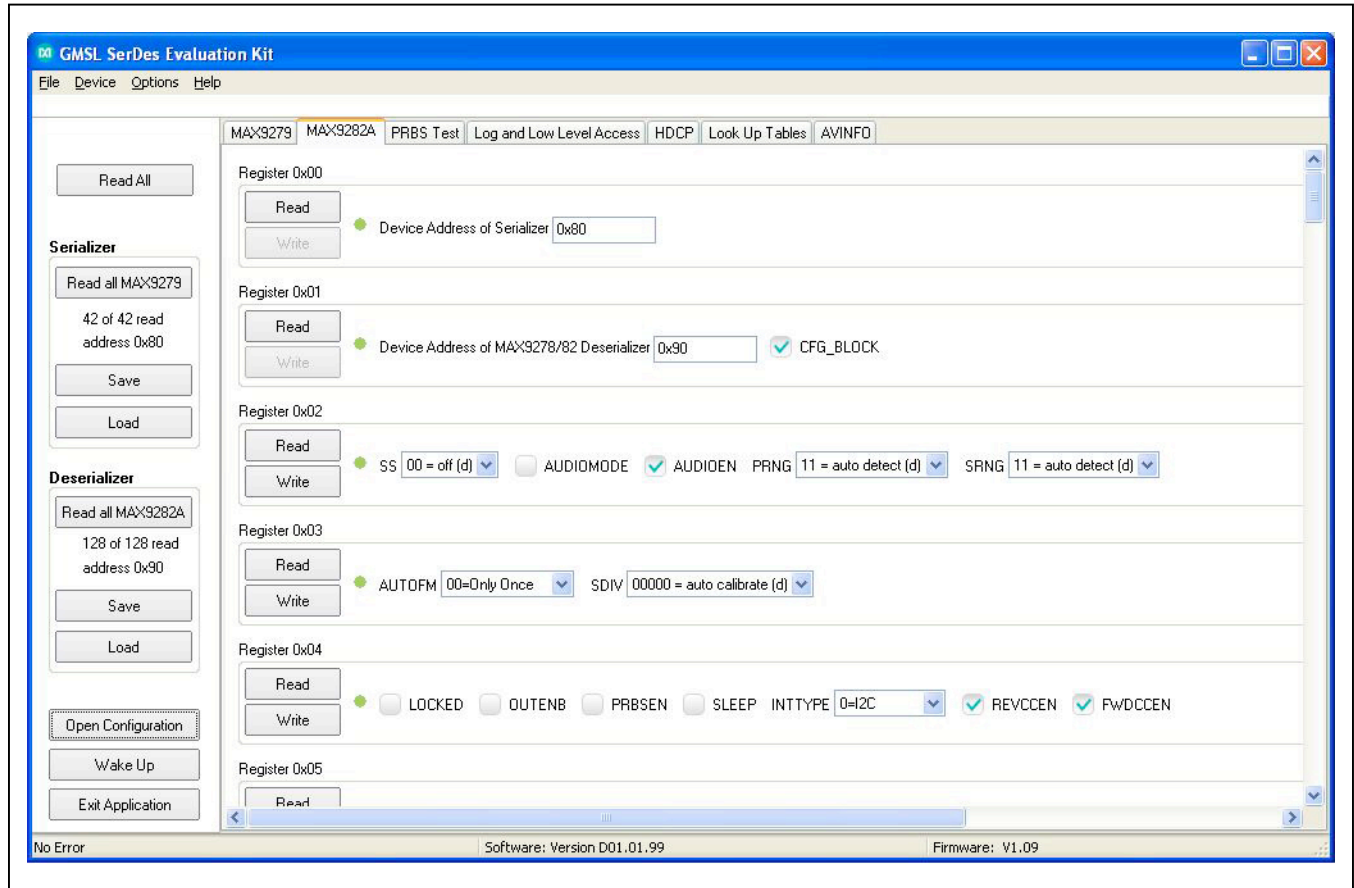 GMSL SerDes Evaluation Kit
File Device Options Help
MAX9279 MAX9282A PRBS Test Log and Low Level Access HDCP Look Up Tables AVINFO
Read All
Serializer
Read all MAX9279
42 of 42 read
address 0x80
Save
Load
Deserializer
Read all MAX9282A
128 of 128 read
address 0x90
Save
Load
Open Configuration
Wake Up
Exit Application
Register 0x00
Read
Write
Device Address of Serializer 0x80
Register 0x01
Read
Write
Device Address of MAX9278/82 Deserializer 0x90 CFG_BLOCK
Register 0x02
Read
Write
SS 00 = off (d) AUDIOMODE AUDIOEN PRNG 11 = auto detect (d) SRNG 11 = auto detect (d)
Register 0x03
Read
Write
AUTOFM 00=Only Once SDIV 00000 = auto calibrate (d)
Register 0x04
Read
Write
LOCKED OUTENB PRBSEN SLEEP INTTYPE 0=I2C REVCCEN FWDCCEN
Register 0x05
Read
No Error Software: Version D01.01.99 Firmware: V1.09